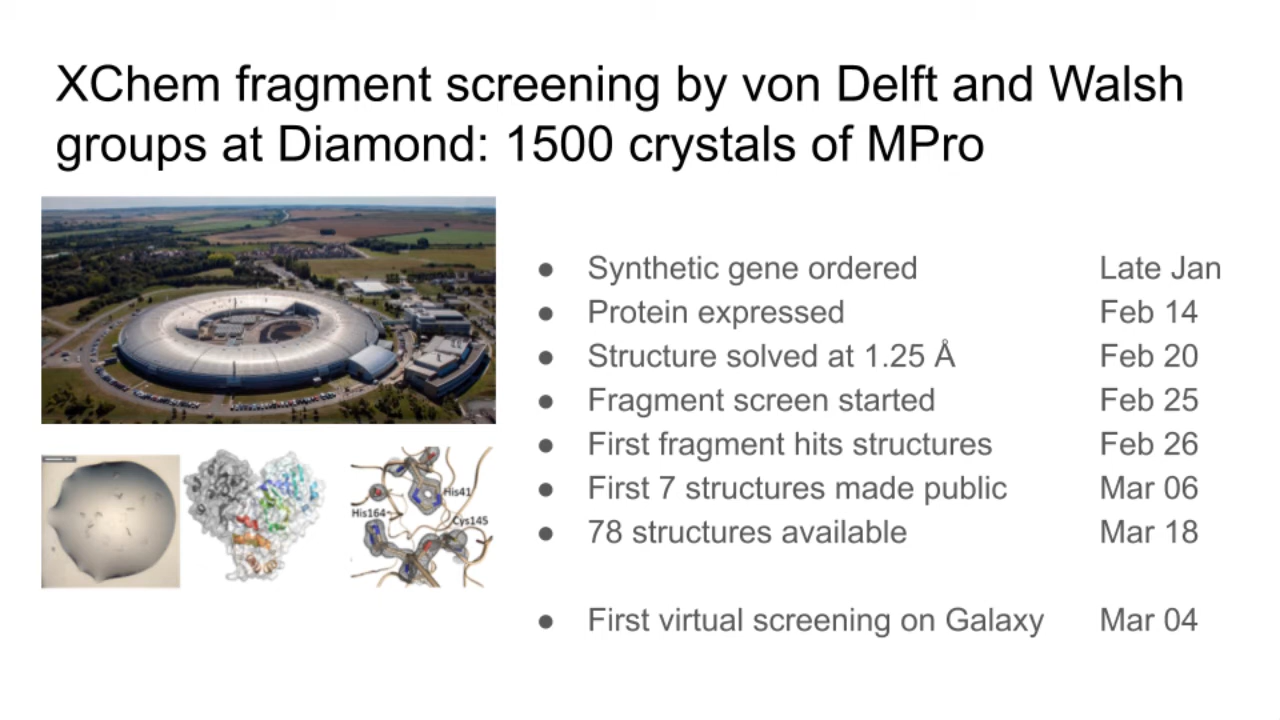 XChem fragment screening by von Delft and Walsh
groups at Diamond: 1500 crystals of MPro
● Synthetic gene ordered Late Jan
● Protein expressed Feb 14
● Structure solved at 1.25 Å Feb 20
● Fragment screen started Feb 25
● First fragment hits structures Feb 26
● First 7 structures made public Mar 06
● 78 structures available Mar 18
● First virtual screening on Galaxy Mar 04
His41
His164
Cys145